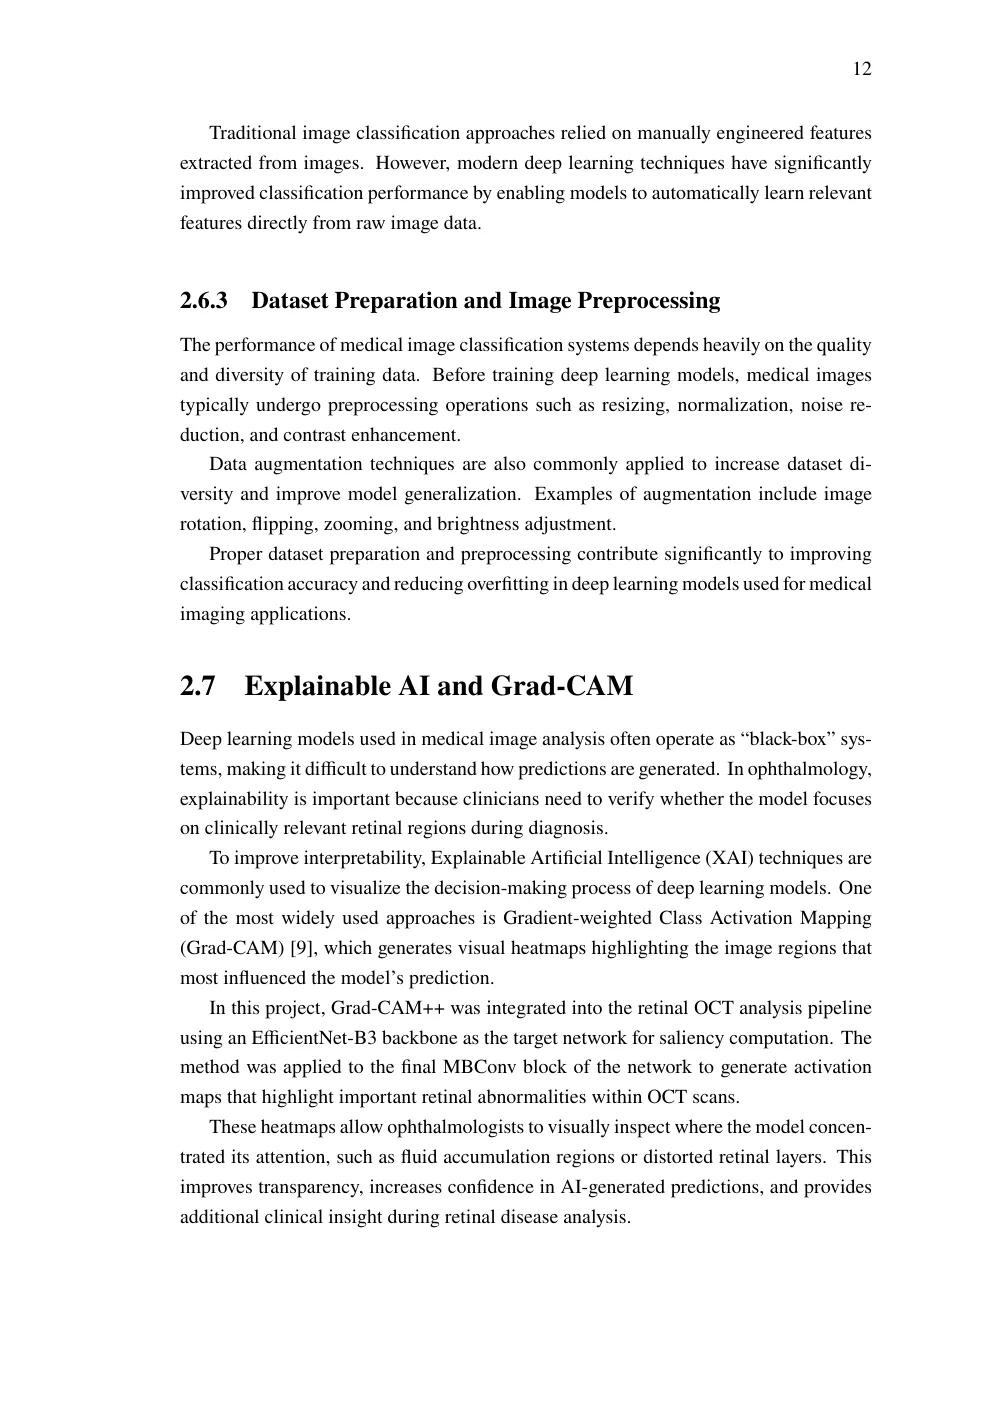 12
Traditional image classification approaches relied on manually engineered features
extracted from images. However, modern deep learning techniques have significantly
improved classification performance by enabling models to automatically learn relevant
features directly from raw image data.
2.6.3 Dataset Preparation and Image Preprocessing
The performance of medical image classification systems depends heavily on the quality
and diversity of training data. Before training deep learning models, medical images
typically undergo preprocessing operations such as resizing, normalization, noise re-
duction, and contrast enhancement.
Data augmentation techniques are also commonly applied to increase dataset di-
versity and improve model generalization. Examples of augmentation include image
rotation, flipping, zooming, and brightness adjustment.
Proper dataset preparation and preprocessing contribute significantly to improving
classification accuracy and reducing overfitting in deep learning models used for medical
imaging applications.
2.7 Explainable AI and Grad-CAM
Deep learning models used in medical image analysis often operate as “black-box” sys-
tems, making it difficult to understand how predictions are generated. In ophthalmology,
explainability is important because clinicians need to verify whether the model focuses
on clinically relevant retinal regions during diagnosis.
To improve interpretability, Explainable Artificial Intelligence (XAI) techniques are
commonly used to visualize the decision-making process of deep learning models. One
of the most widely used approaches is Gradient-weighted Class Activation Mapping
(Grad-CAM) [9], which generates visual heatmaps highlighting the image regions that
most influenced the model’s prediction.
In this project, Grad-CAM++ was integrated into the retinal OCT analysis pipeline
using an EfficientNet-B3 backbone as the target network for saliency computation. The
method was applied to the final MBConv block of the network to generate activation
maps that highlight important retinal abnormalities within OCT scans.
These heatmaps allow ophthalmologists to visually inspect where the model concen-
trated its attention, such as fluid accumulation regions or distorted retinal layers. This
improves transparency, increases confidence in AI-generated predictions, and provides
additional clinical insight during retinal disease analysis.